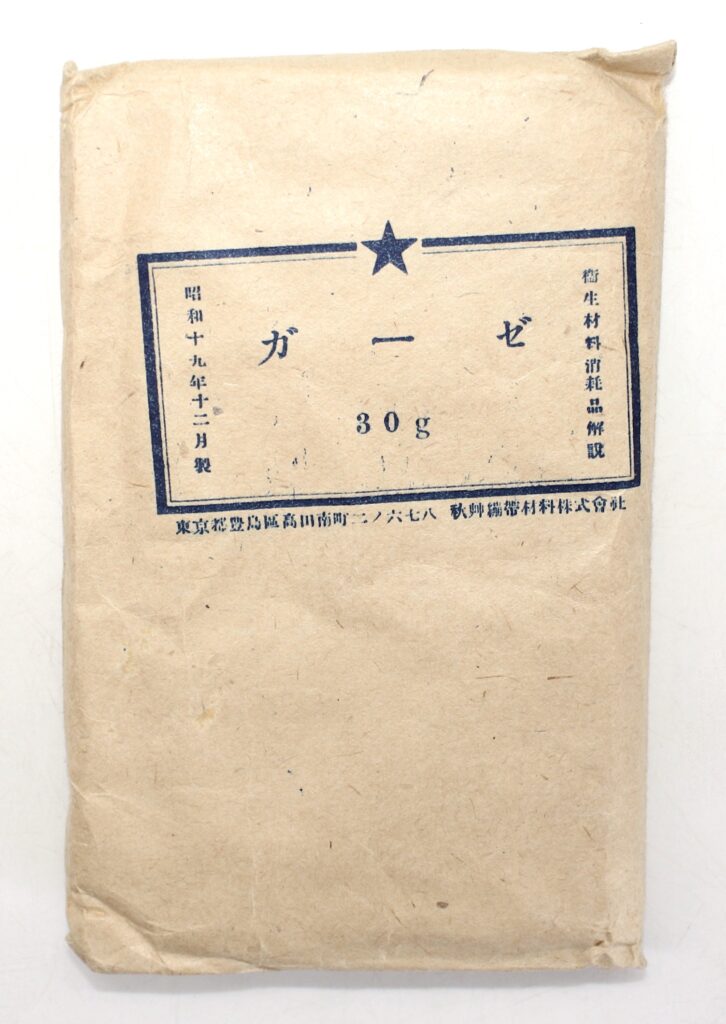 衞生材料消耗品解說
ガーゼ
30g
昭和十九年十二月製
東京都豊島區高田南町二ノ六七八 秋艸繃帶材料株式會社